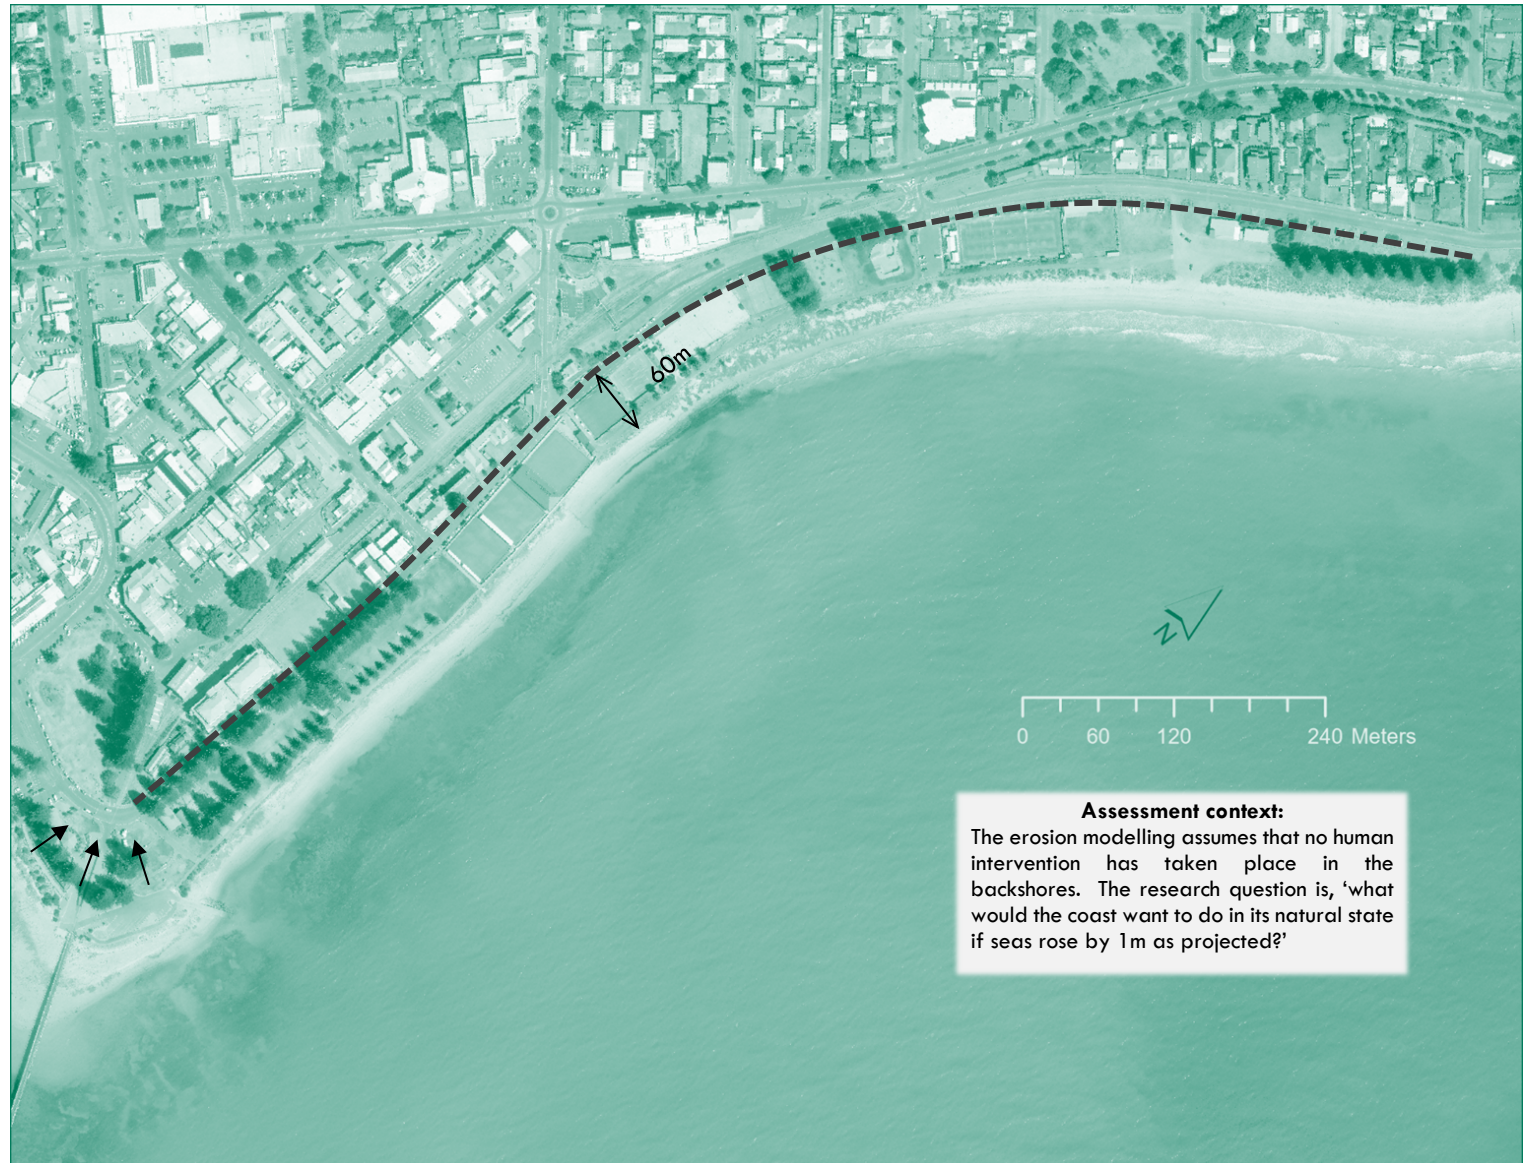 60m
N
0 60 120 240 Meters
Assessment context:
The erosion modelling assumes that no human
intervention has taken place in the
backshores. The research question is, ‘what
would the coast want to do in its natural state
if seas rose by 1m as projected?’